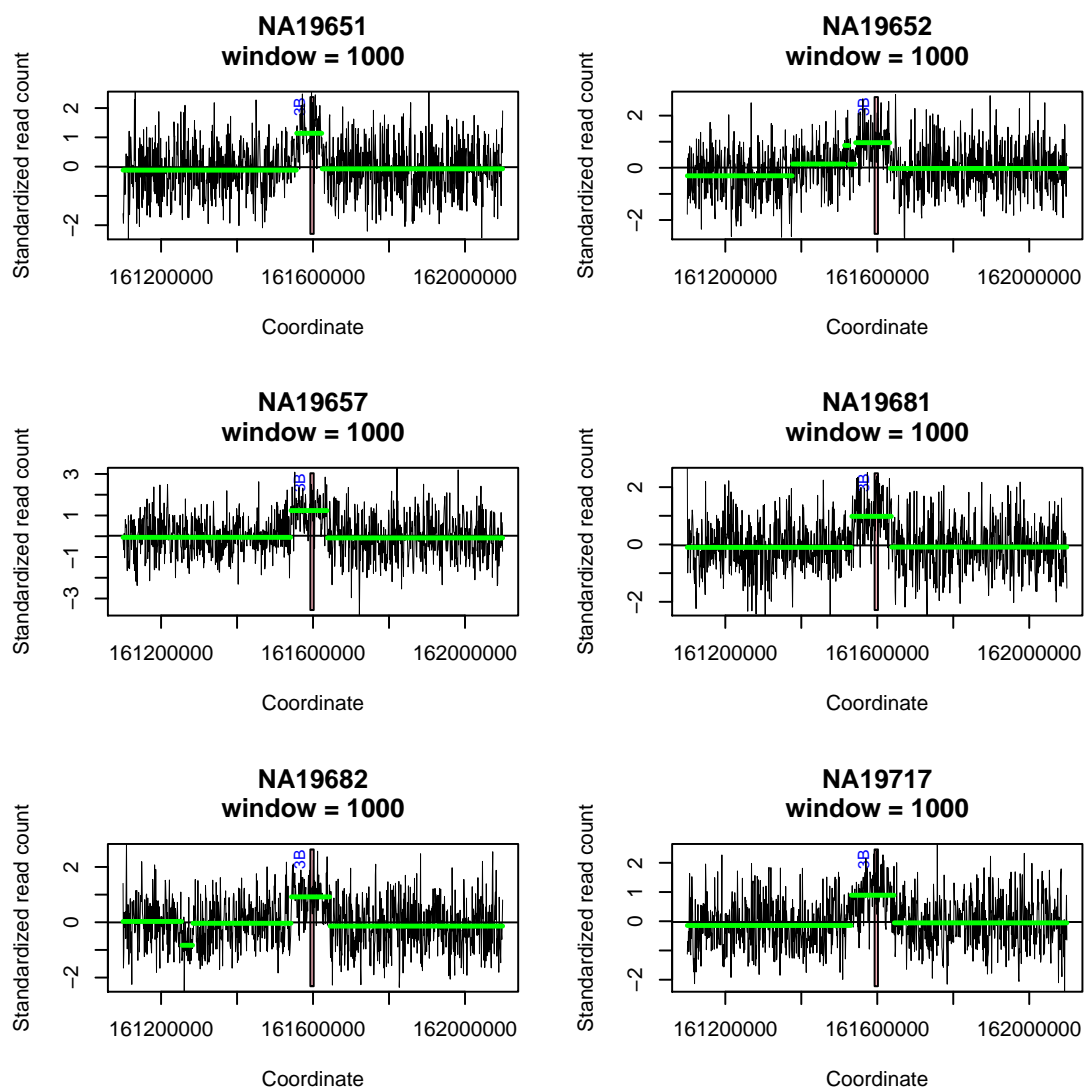 NA19651
window = 1000
Standardized read count
2
1
0
−2
3B
161200000
161600000
162000000
Coordinate
NA19652
window = 1000
Standardized read count
2
0
−2
3B
161200000
161600000
162000000
Coordinate
NA19657
window = 1000
Standardized read count
3
1
−1
−3
3B
161200000
161600000
162000000
Coordinate
NA19681
window = 1000
Standardized read count
2
1
0
−2
3B
161200000
161600000
162000000
Coordinate
NA19682
window = 1000
Standardized read count
2
0
−2
3B
161200000
161600000
162000000
Coordinate
NA19717
window = 1000
Standardized read count
2
1
0
−2
3B
161200000
161600000
162000000
Coordinate